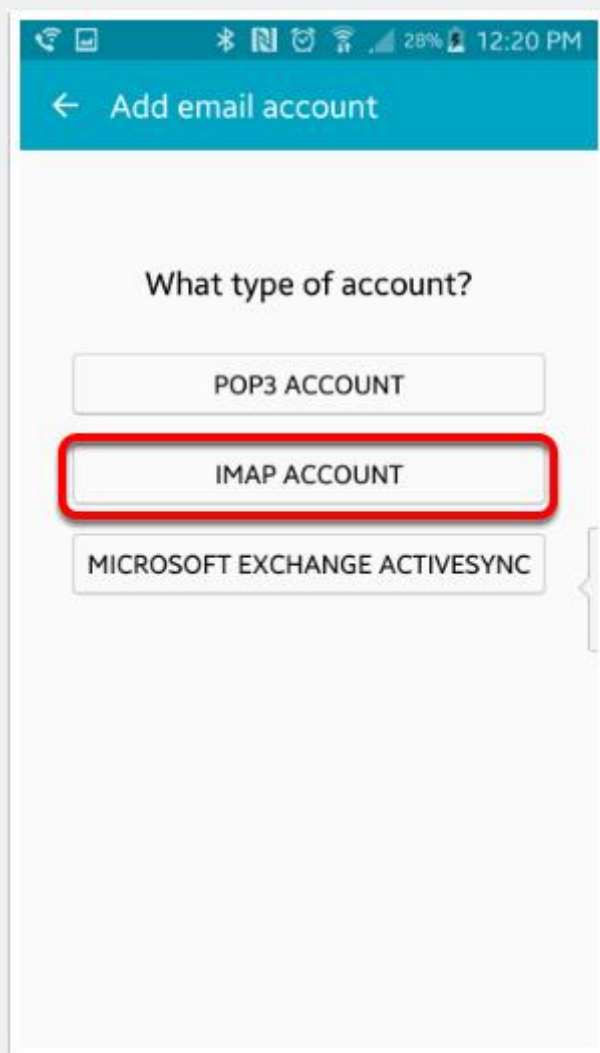 28% 12:20 PM
Add email account
What type of account?
POP3 ACCOUNT
IMAP ACCOUNT
MICROSOFT EXCHANGE ACTIVESYNC